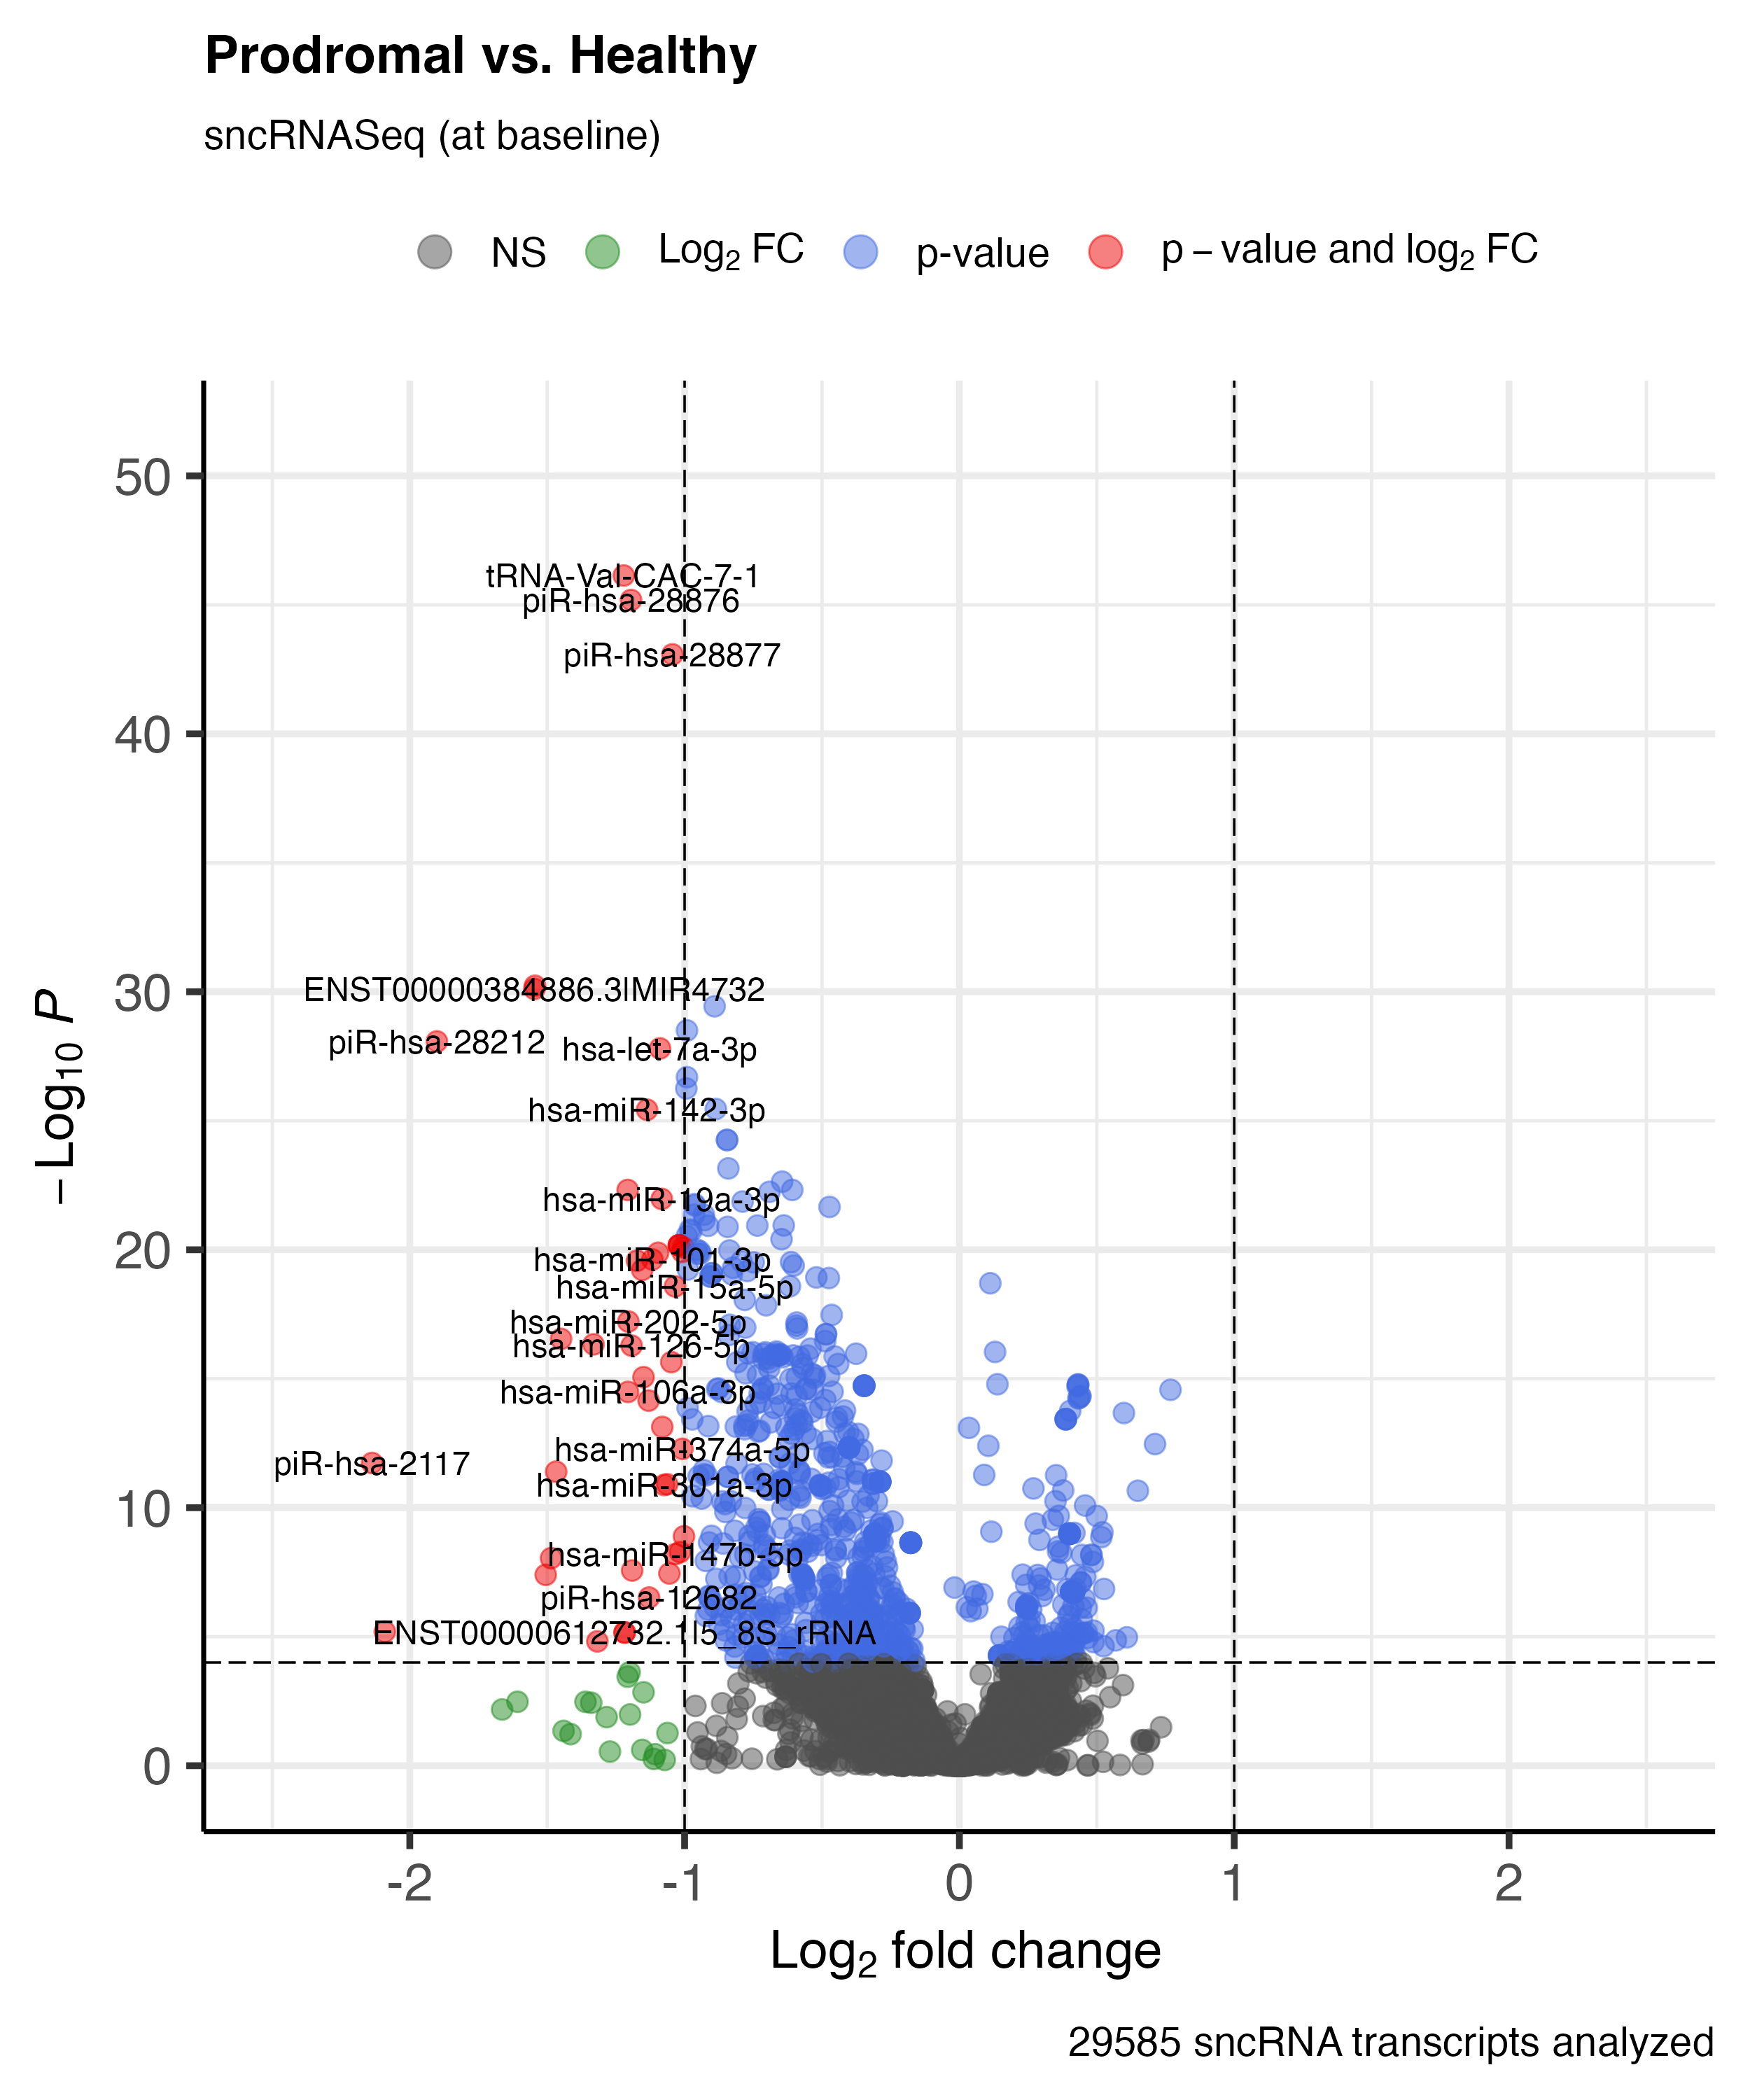 Prodromal vs. Healthy
sncRNASeq (at baseline)
NS Log₂ FC p-value p − value and log₂ FC
50
tRNA-Val-CAC-7-1
piR-hsa-28876
piR-hsa-28877
40
ENST00000384886.3|MIR4732
30
piR-hsa-28212
hsa-let-7a-3p
hsa-miR-142-3p
hsa-miR-19a-3p
20
hsa-miR-101-3p
hsa-miR-15a-5p
hsa-miR-202-5p
hsa-miR-126-5p
hsa-miR-106a-3p
hsa-miR-374a-5p
piR-hsa-2117
hsa-miR-301a-3p
10
hsa-miR-147b-5p
piR-hsa-12682
ENST00000612732.1|5_8S_rRNA
0
− Log₁₀ P
-2 -1 0 1 2
Log₂ fold change
29585 sncRNA transcripts analyzed